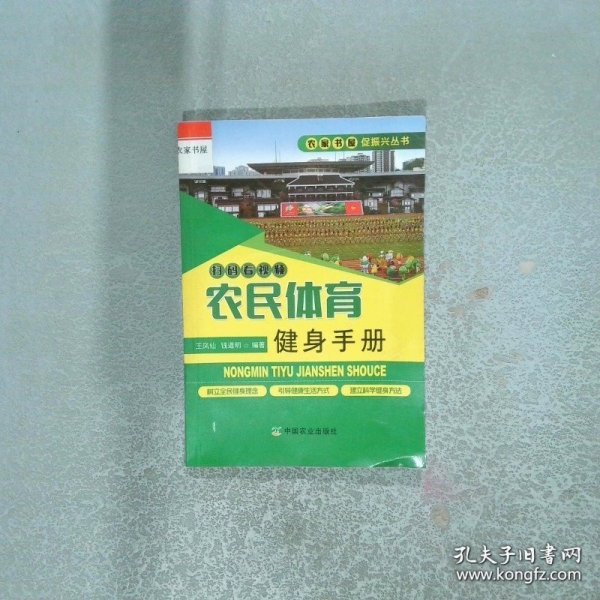 农家书屋
农家书屋 促振兴丛书
扫码看视频
农民体育
健身手册
王凤仙 钱道明 ◎ 编著
NONGMIN TIYU JIANSHEN SHOUCE
树立全民健身理念 引导健康生活方式 建立科学健身方法
中国农业出版社
孔夫子旧书网
www.kongfz.com